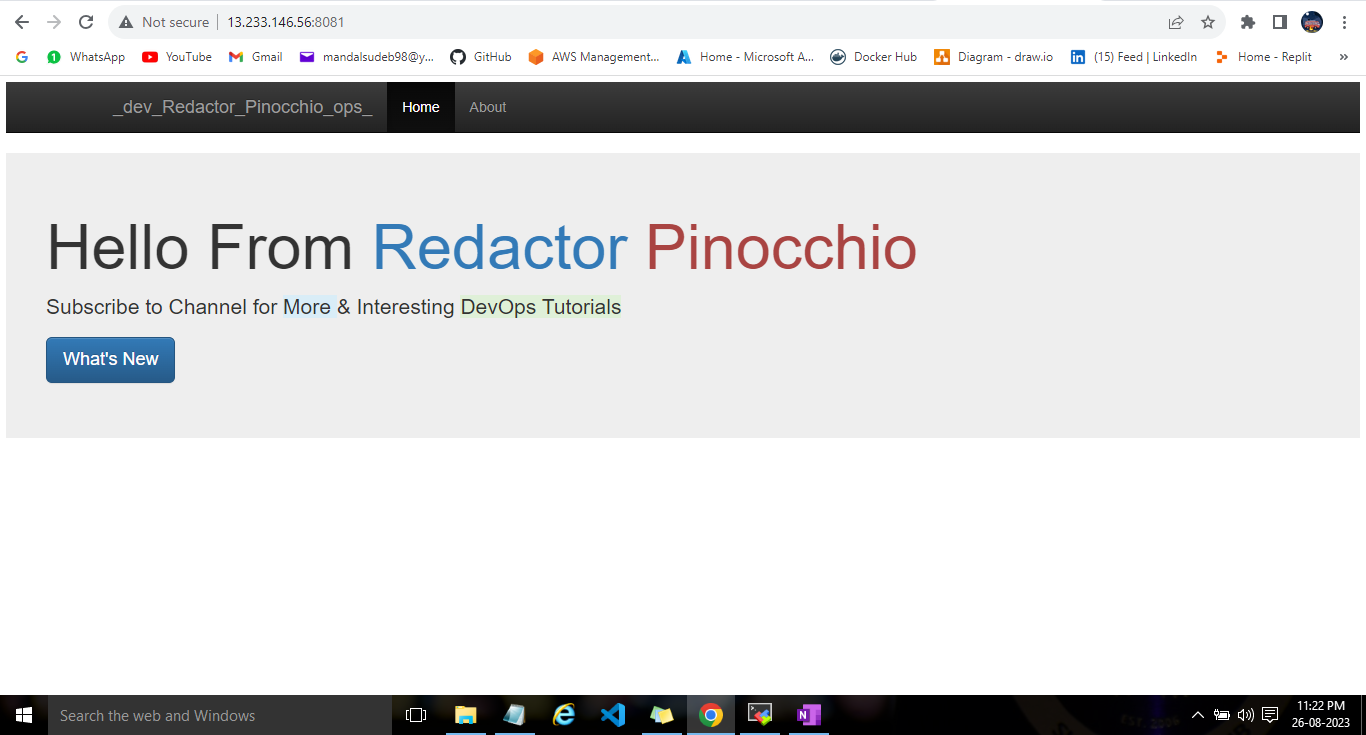 Not secure | 13.233.146.56:8081
G WhatsApp YouTube Gmail mandalsudeb98@y... GitHub AWS Management... Home - Microsoft A... Docker Hub Diagram - draw.io (15) Feed | LinkedIn Home - Replit »
_dev_Redactor_Pinocchio_ops_ Home About
Hello From Redactor Pinocchio
Subscribe to Channel for More & Interesting DevOps Tutorials
What's New
Search the web and Windows
11:22 PM
26-08-2023